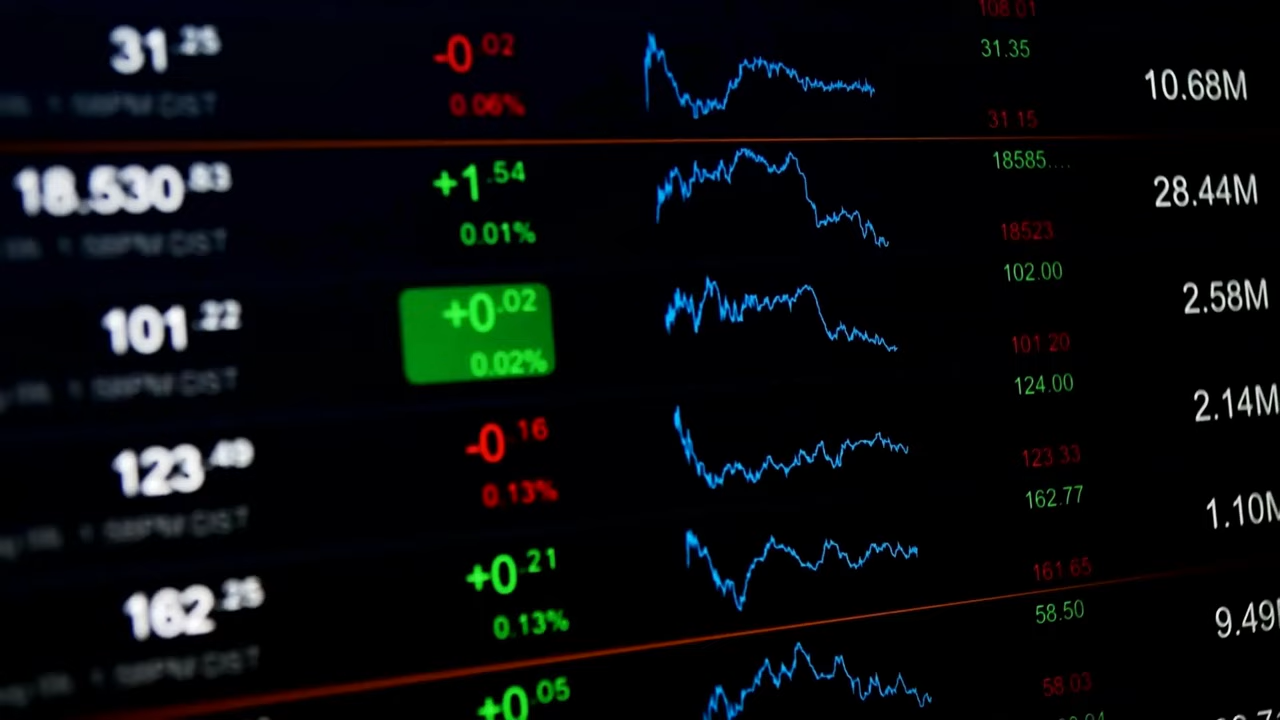 108 01
31.25 -0.02 31.35 10.68M
0.06% 31 15
18.530.83 +1.54 18585.... 28.44M
0.01% 18523
101.22 +0.02 102.00 2.58M
0.02% 101 20
123.49 -0.16 124.00 2.14M
0.13% 123 33
162.25 +0.21 162.77 1.10M
0.13% 161 65
58.50 9.49M
+0.05 58 03